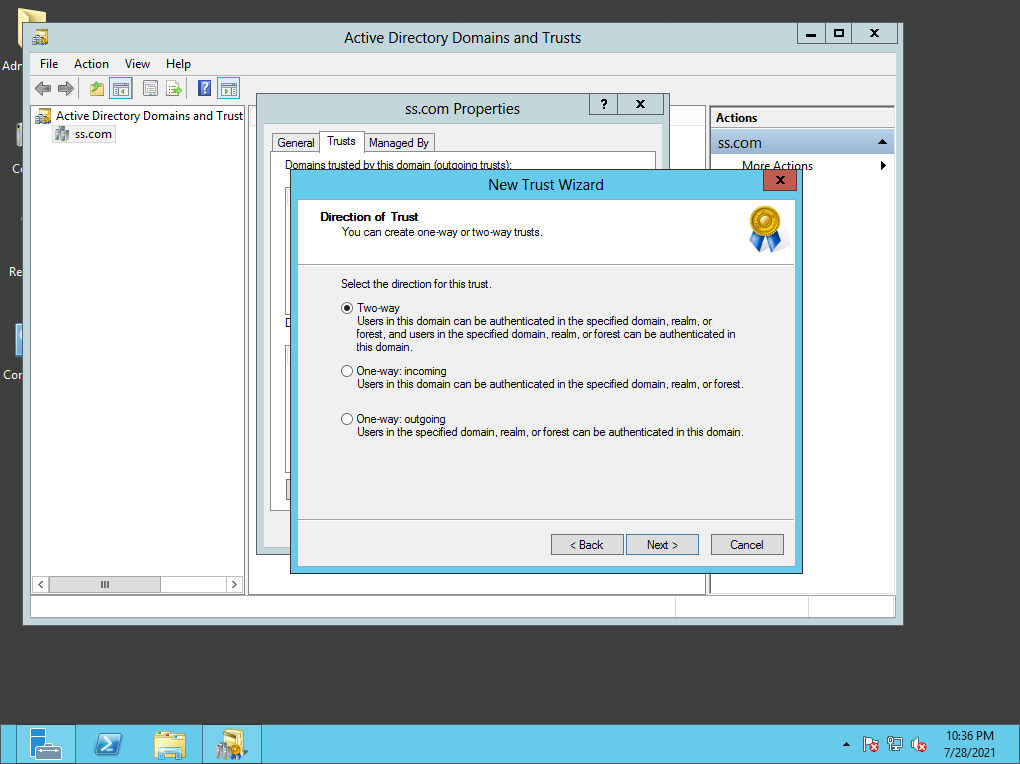 Active Directory Domains and Trusts
File Action View Help
Active Directory Domains and Trust
ss.com
ss.com Properties
General Trusts Managed By
Domains trusted by this domain (outgoing trusts):
Actions
ss.com
More Actions
New Trust Wizard
Direction of Trust
You can create one-way or two-way trusts.
Select the direction for this trust.
Two-way
Users in this domain can be authenticated in the specified domain, realm, or
forest, and users in the specified domain, realm, or forest can be authenticated in
this domain.
One-way: incoming
Users in this domain can be authenticated in the specified domain, realm, or forest.
One-way: outgoing
Users in the specified domain, realm, or forest can be authenticated in this domain.
< Back Next > Cancel
10:36 PM
7/28/2021